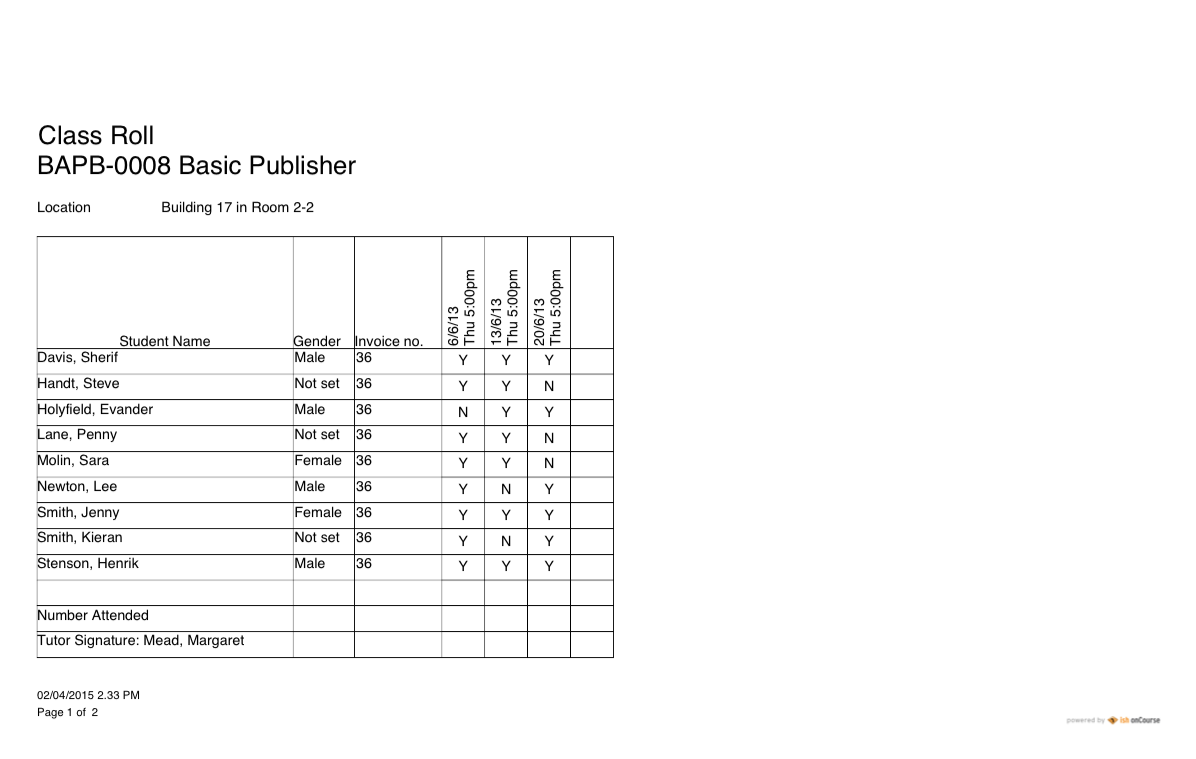 Class Roll
BAPB-0008 Basic Publisher
Location Building 17 in Room 2-2
Student Name Gender Invoice no. 6/6/13 Thu 5:00pm 13/6/13 Thu 5:00pm 20/6/13 Thu 5:00pm
Davis, Sherif Male 36 Y Y Y
Handt, Steve Not set 36 Y Y N
Holyfield, Evander Male 36 N Y Y
Lane, Penny Not set 36 Y Y N
Molin, Sara Female 36 Y Y N
Newton, Lee Male 36 Y N Y
Smith, Jenny Female 36 Y Y Y
Smith, Kieran Not set 36 Y N Y
Stenson, Henrik Male 36 Y Y Y
Number Attended
Tutor Signature: Mead, Margaret
02/04/2015 2.33 PM
Page 1 of 2
powered by ish onCourse